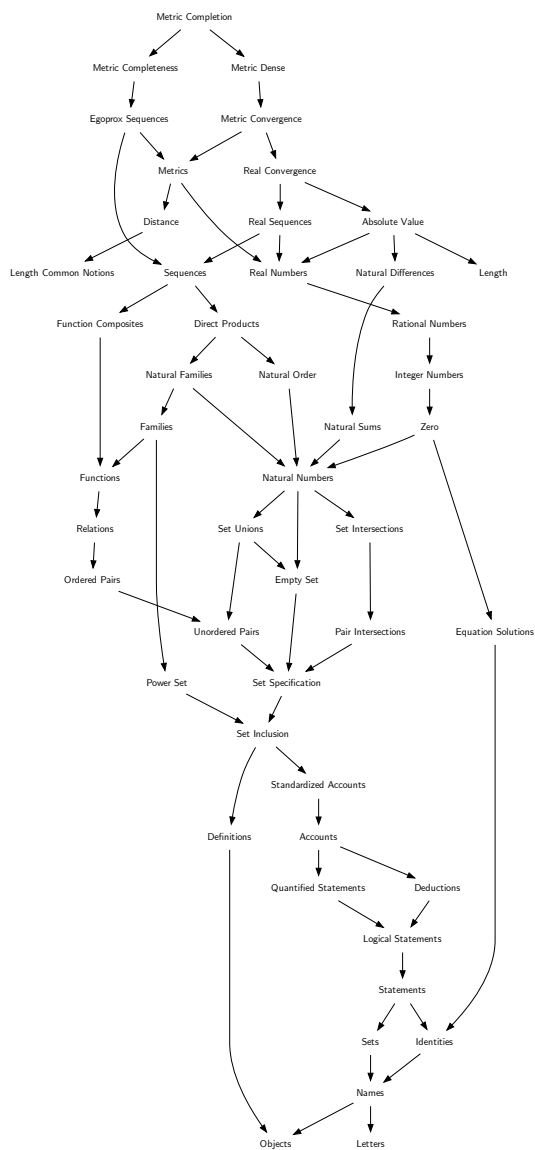 Metric Completion
Metric Completeness
Metric Dense
Egoprox Sequences
Metric Convergence
Metrics
Real Convergence
Distance
Real Sequences
Absolute Value
Length Common Notions
Sequences
Real Numbers
Natural Differences
Length
Function Composites
Direct Products
Rational Numbers
Natural Families
Natural Order
Integer Numbers
Families
Natural Sums
Zero
Functions
Natural Numbers
Relations
Set Unions
Set Intersections
Ordered Pairs
Empty Set
Unordered Pairs
Pair Intersections
Equation Solutions
Power Set
Set Specification
Set Inclusion
Standardized Accounts
Definitions
Accounts
Quantified Statements
Deductions
Logical Statements
Statements
Sets
Identities
Names
Objects
Letters